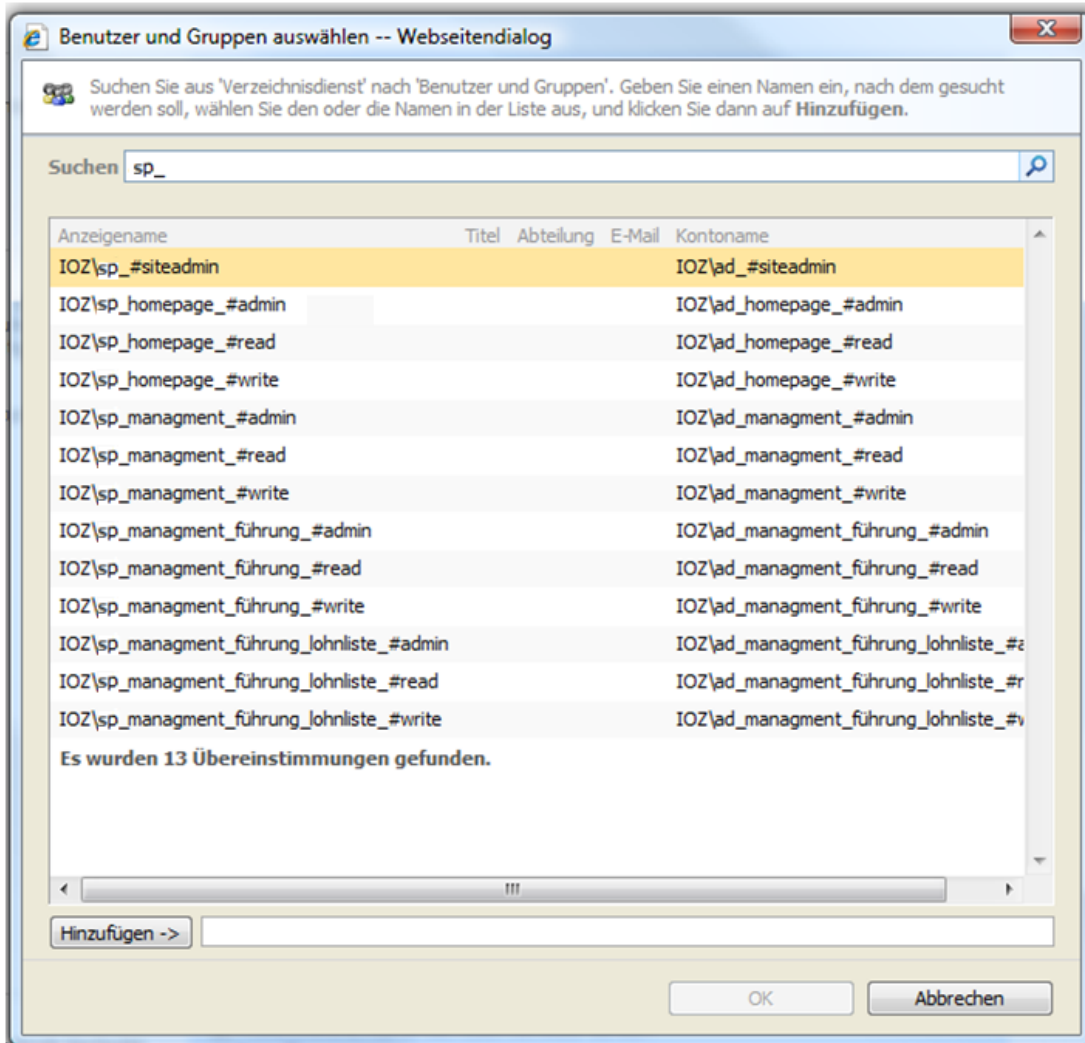 Benutzer und Gruppen auswählen -- Webseitendialog
Suchen Sie aus 'Verzeichnisdienst' nach 'Benutzer und Gruppen'. Geben Sie einen Namen ein, nach dem gesucht
werden soll, wählen Sie den oder die Namen in der Liste aus, und klicken Sie dann auf Hinzufügen.
Suchen sp_
Anzeigename Titel Abteilung E-Mail Kontoname
IOZ\sp_#siteadmin IOZ\ad_#siteadmin
IOZ\sp_homepage_#admin IOZ\ad_homepage_#admin
IOZ\sp_homepage_#read IOZ\ad_homepage_#read
IOZ\sp_homepage_#write IOZ\ad_homepage_#write
IOZ\sp_managment_#admin IOZ\ad_managment_#admin
IOZ\sp_managment_#read IOZ\ad_managment_#read
IOZ\sp_managment_#write IOZ\ad_managment_#write
IOZ\sp_managment_führung_#admin IOZ\ad_managment_führung_#admin
IOZ\sp_managment_führung_#read IOZ\ad_managment_führung_#read
IOZ\sp_managment_führung_#write IOZ\ad_managment_führung_#write
IOZ\sp_managment_führung_lohnliste_#admin IOZ\ad_managment_führung_lohnliste_#a
IOZ\sp_managment_führung_lohnliste_#read IOZ\ad_managment_führung_lohnliste_#r
IOZ\sp_managment_führung_lohnliste_#write IOZ\ad_managment_führung_lohnliste_#w
Es wurden 13 Übereinstimmungen gefunden.
Hinzufügen ->
OK Abbrechen